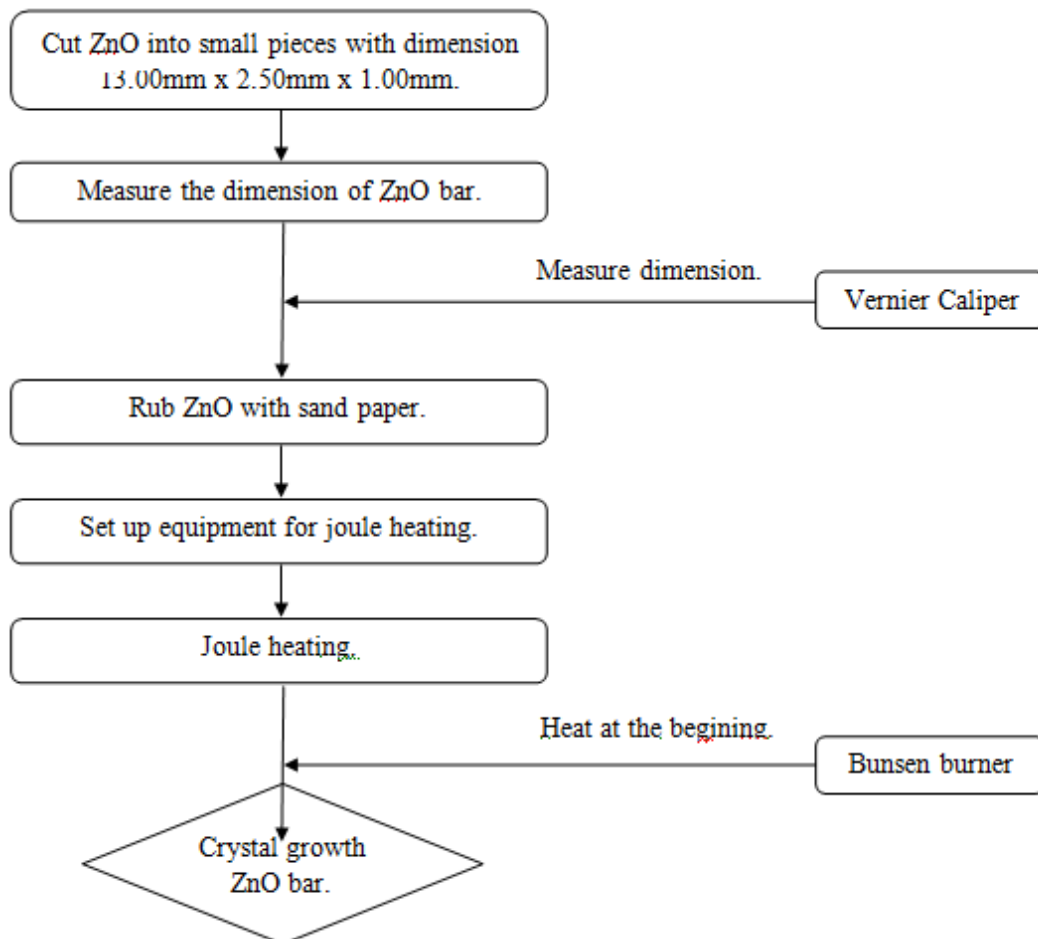 Cut ZnO into small pieces with dimension
13.00mm x 2.50mm x 1.00mm.
Measure the dimension of ZnO bar.
Measure dimension.
Vernier Caliper
Rub ZnO with sand paper.
Set up equipment for joule heating.
Joule heating.
Heat at the begining.
Bunsen burner
Crystal growth
ZnO bar.